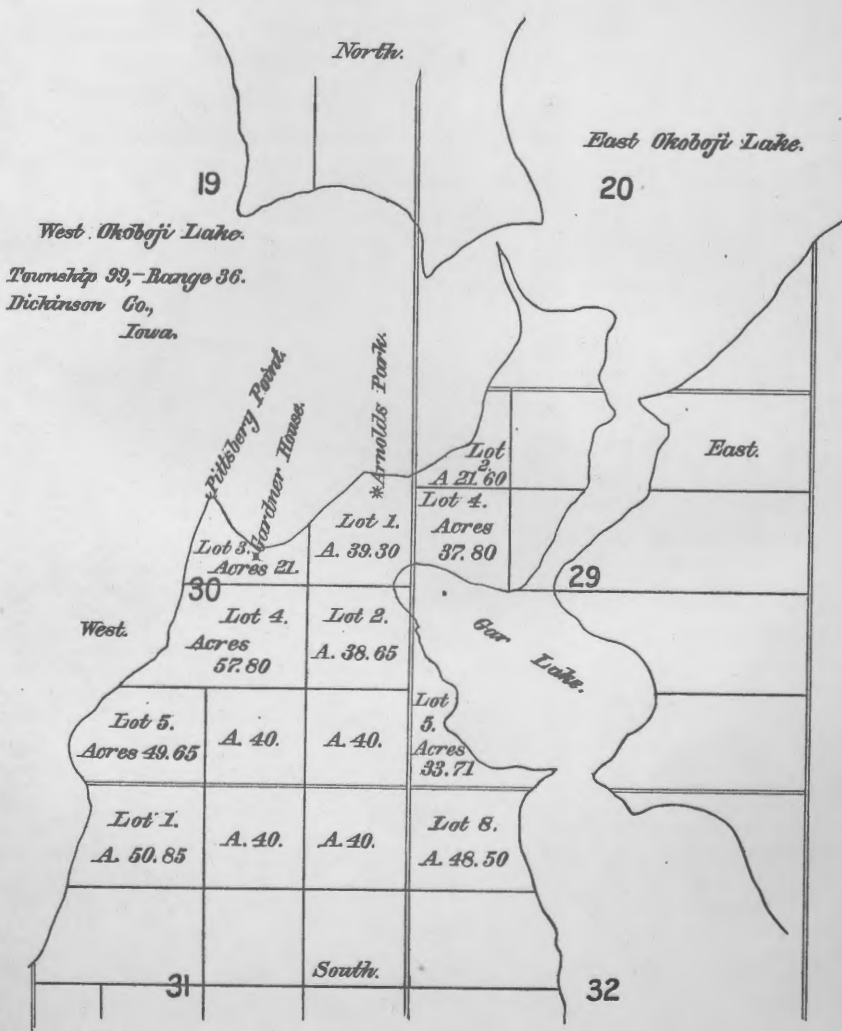 North.
East Okoboji Lake.
19
20
West Okoboji Lake.
Township 99,-Range 36.
Dickinson Co.,
Iowa.
Pittsbery Point.
Gardner House.
*Arnolds Park.
Lot
2.
A 21.60
East.
Lot 3.
Acres 21.
Lot 1.
A. 39.30
Lot 4.
Acres
37.80
30
29
West.
Lot 4.
Acres
57.80
Lot 2.
A. 38.65
Gar
Lake.
Lot 5.
Acres 49.65
A. 40.
A. 40.
Lot
5.
Acres
33.71
Lot 1.
A. 50.85
A. 40.
A. 40.
Lot 8.
A. 48.50
South.
31
32